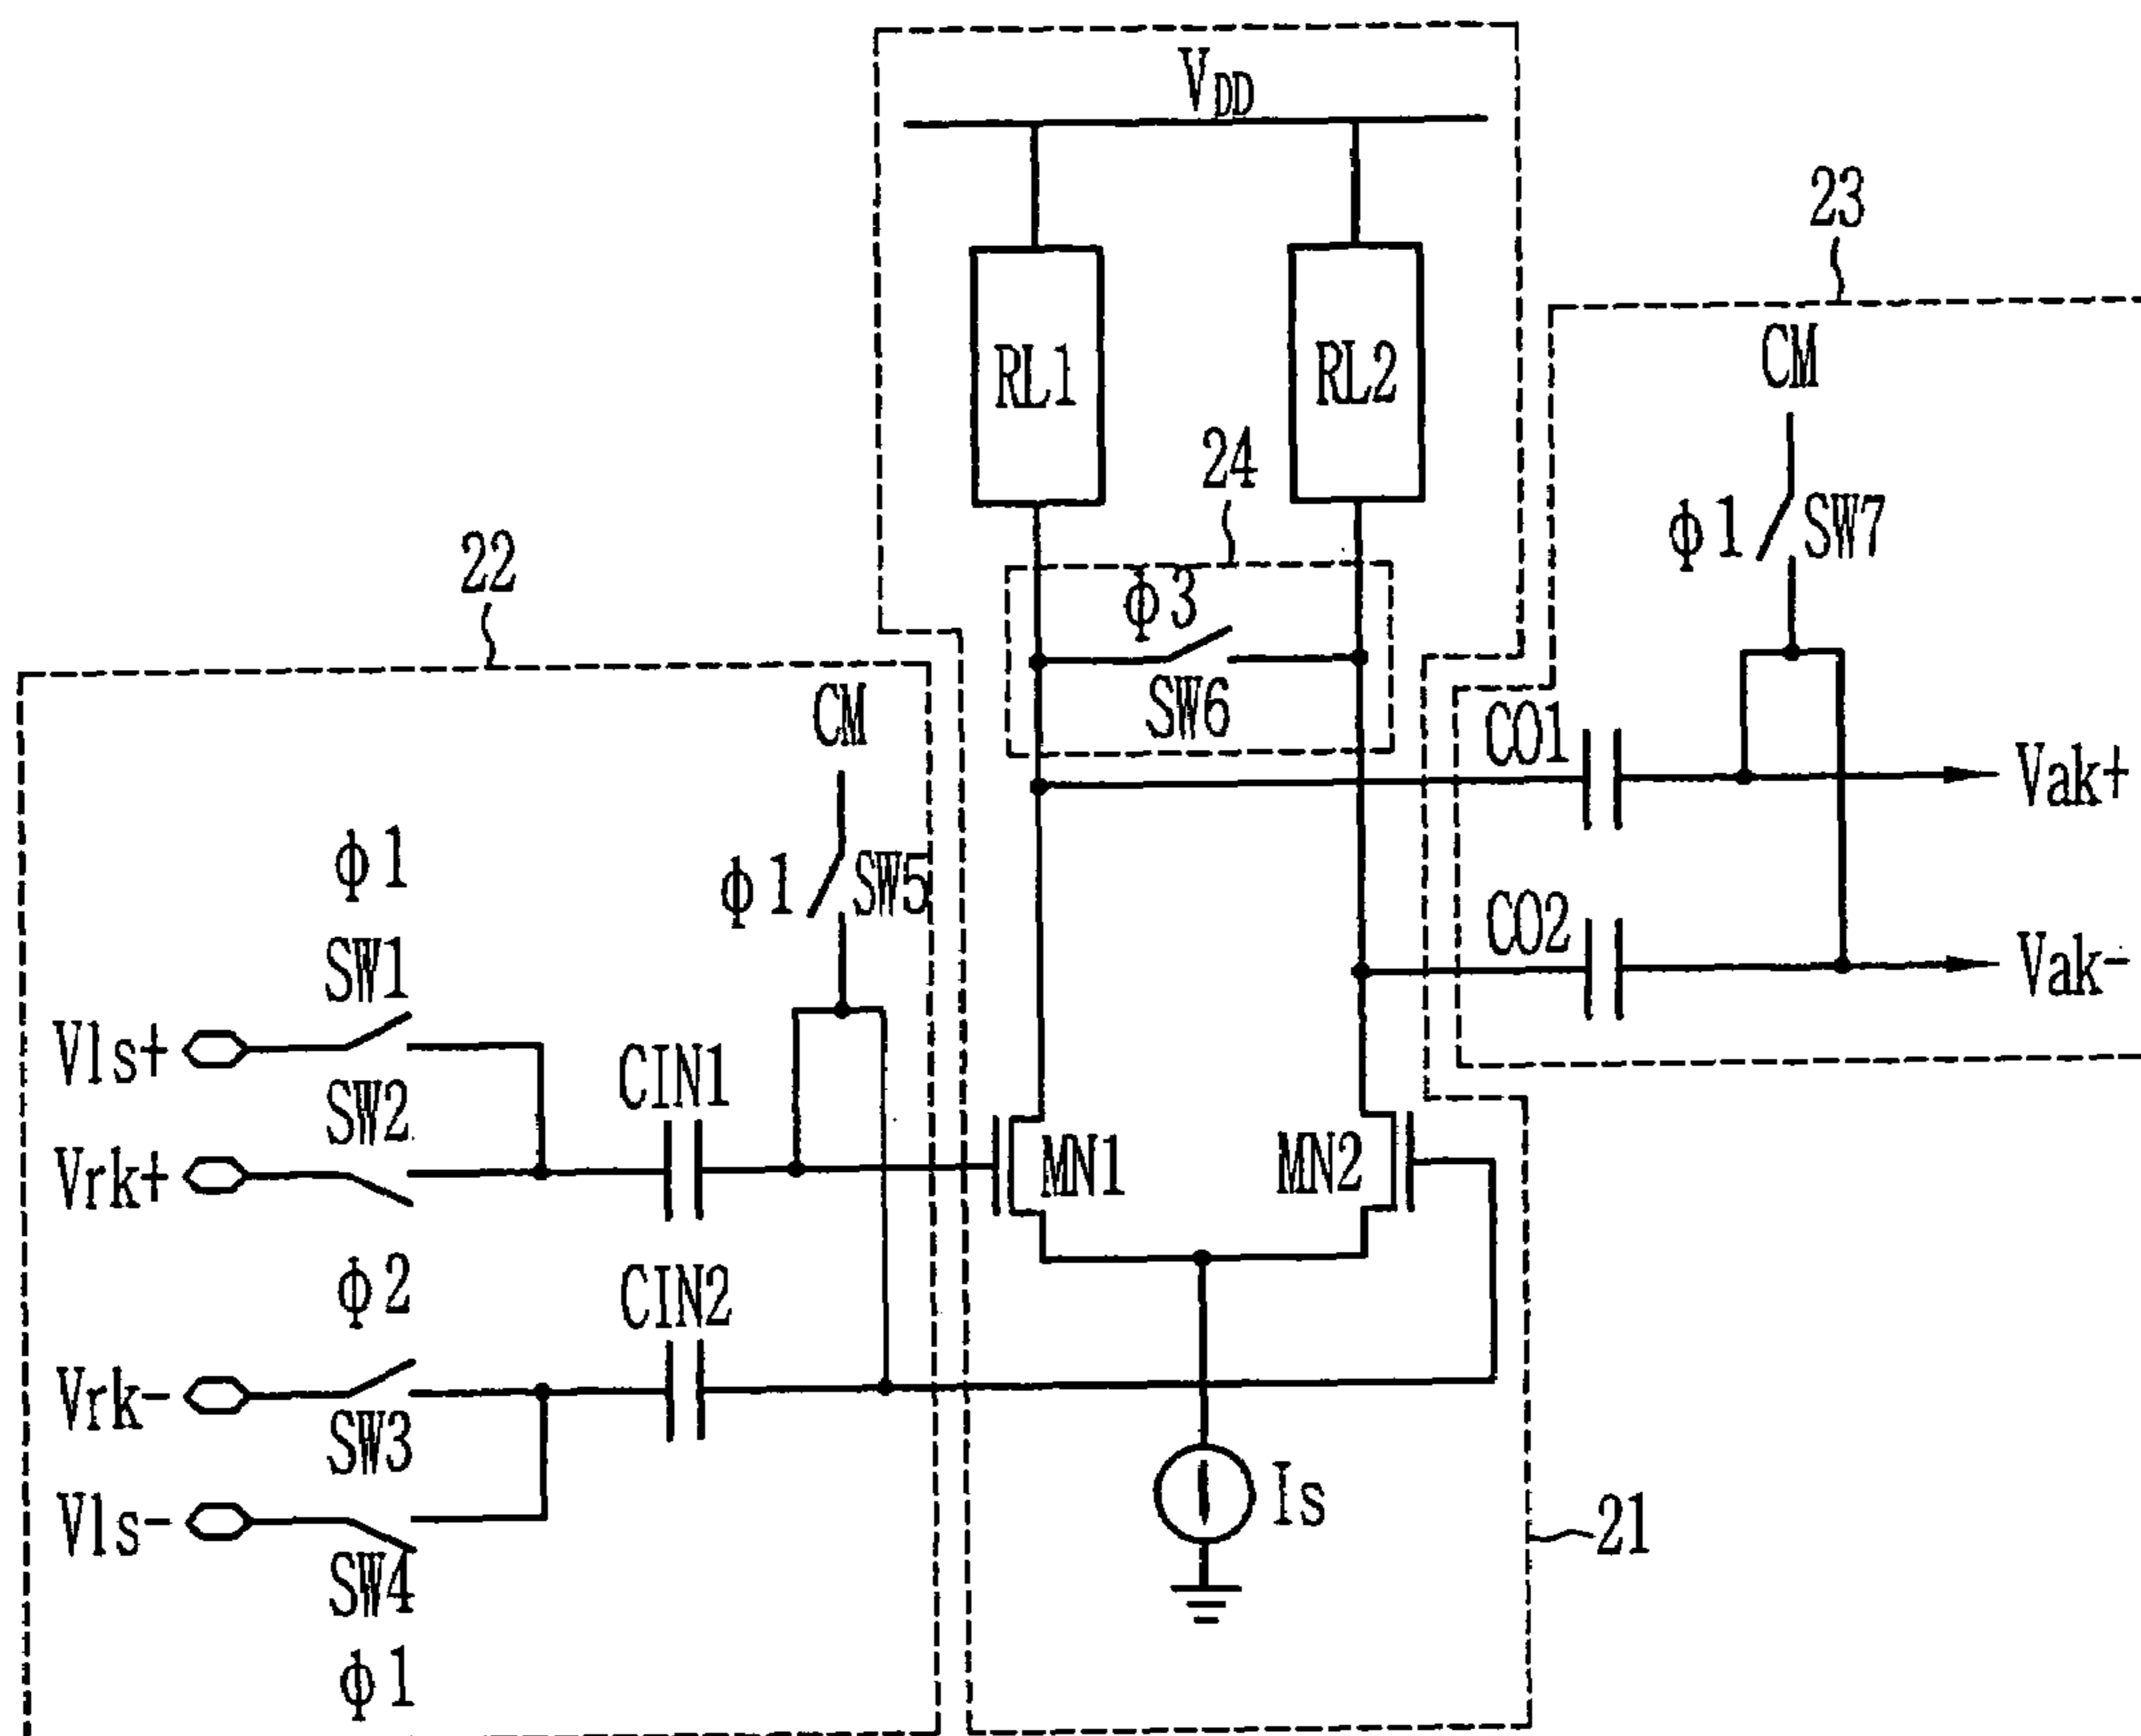 VDD
23
RL1
RL2
CM
24
ϕ1
SW7
22
ϕ3
SW6
CM
CO1
Vak+
ϕ1
ϕ1
SW5
CO2
SW1
Vak-
Vls+
CIN1
SW2
Vrk+
MN1
MN2
ϕ2
CIN2
Vrk-
SW3
Is
Vls-
21
SW4
ϕ1